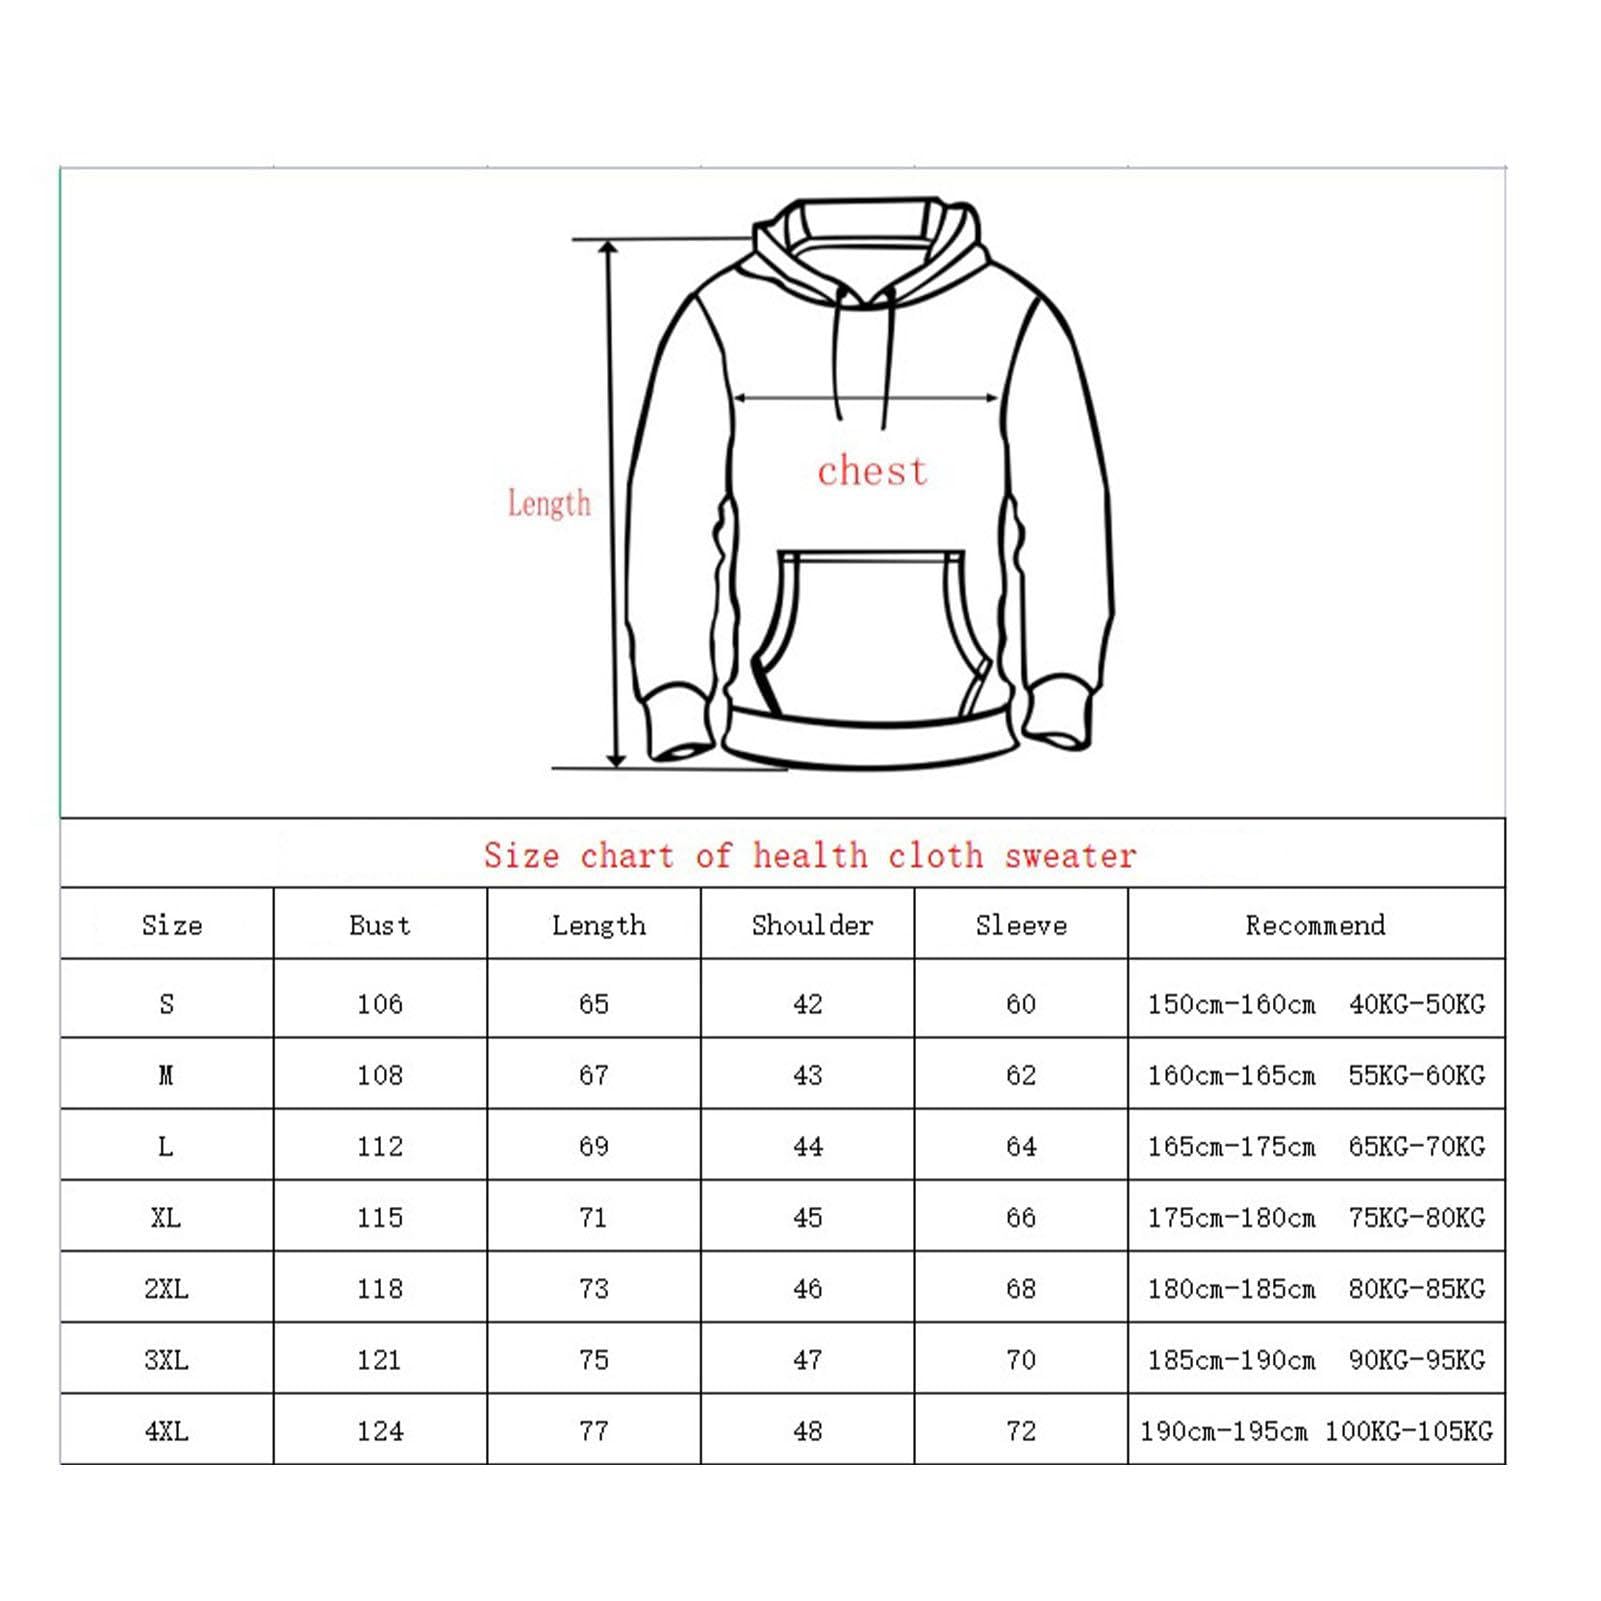 Length
chest
Size chart of health cloth sweater
Size Bust Length Shoulder Sleeve Recommend
S 106 65 42 60 150cm-160cm 40KG-50KG
M 108 67 43 62 160cm-165cm 55KG-60KG
L 112 69 44 64 165cm-175cm 65KG-70KG
XL 115 71 45 66 175cm-180cm 75KG-80KG
2XL 118 73 46 68 180cm-185cm 80KG-85KG
3XL 121 75 47 70 185cm-190cm 90KG-95KG
4XL 124 77 48 72 190cm-195cm 100KG-105KG